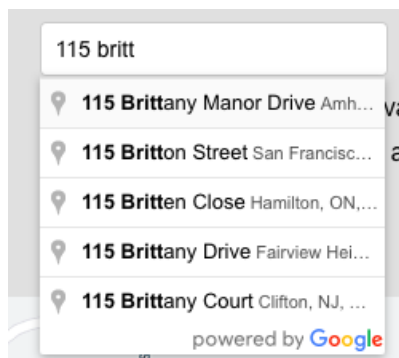 115 britt
115 Brittany Manor Drive Amh...
115 Britton Street San Francisc...
115 Britten Close Hamilton, ON,...
115 Brittany Drive Fairview Hei...
115 Brittany Court Clifton, NJ, ...
powered by Google